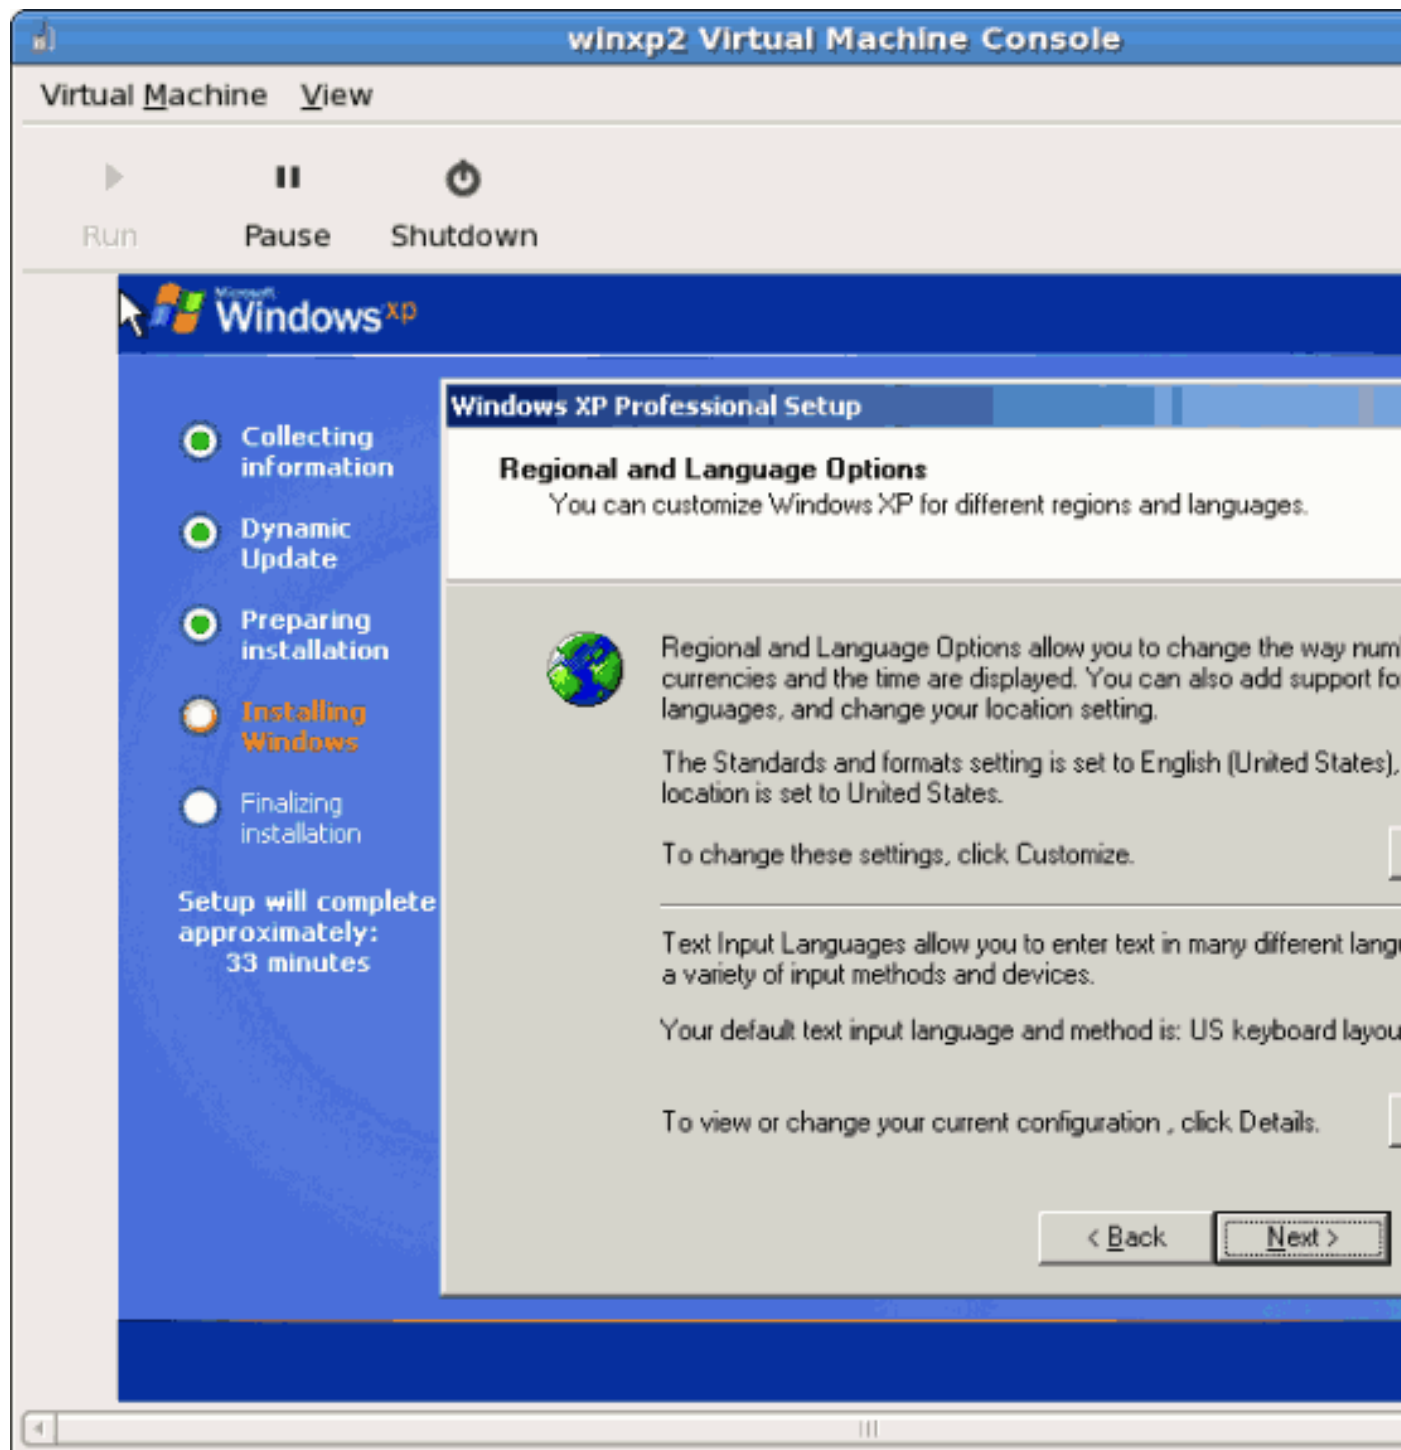 winxp2 Virtual Machine Console
Virtual Machine View
Run Pause Shutdown
Microsoft
Windows xp
Collecting
information
Dynamic
Update
Preparing
installation
Installing
Windows
Finalizing
installation
Setup will complete
approximately:
33 minutes
Windows XP Professional Setup
Regional and Language Options
You can customize Windows XP for different regions and languages.
Regional and Language Options allow you to change the way
currencies and the time are displayed. You can also add support
languages, and change your location setting.
The Standards and formats setting is set to English (United States),
location is set to United States.
To change these settings, click Customize.
Text Input Languages allow you to enter text in many different
a variety of input methods and devices.
Your default text input language and method is: US keyboard
To view or change your current configuration , click Details.
< Back Next >